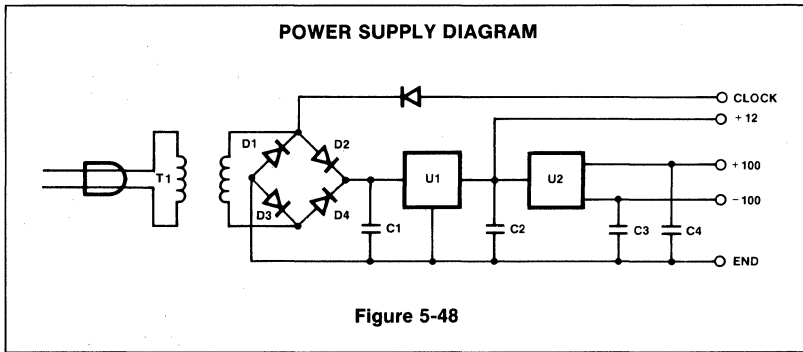 POWER SUPPLY DIAGRAM
CLOCK
+ 12
D1
D2
T1
U1
U2
+ 100
- 100
D3
D4
C1
C2
C3
C4
END
Figure 5-48